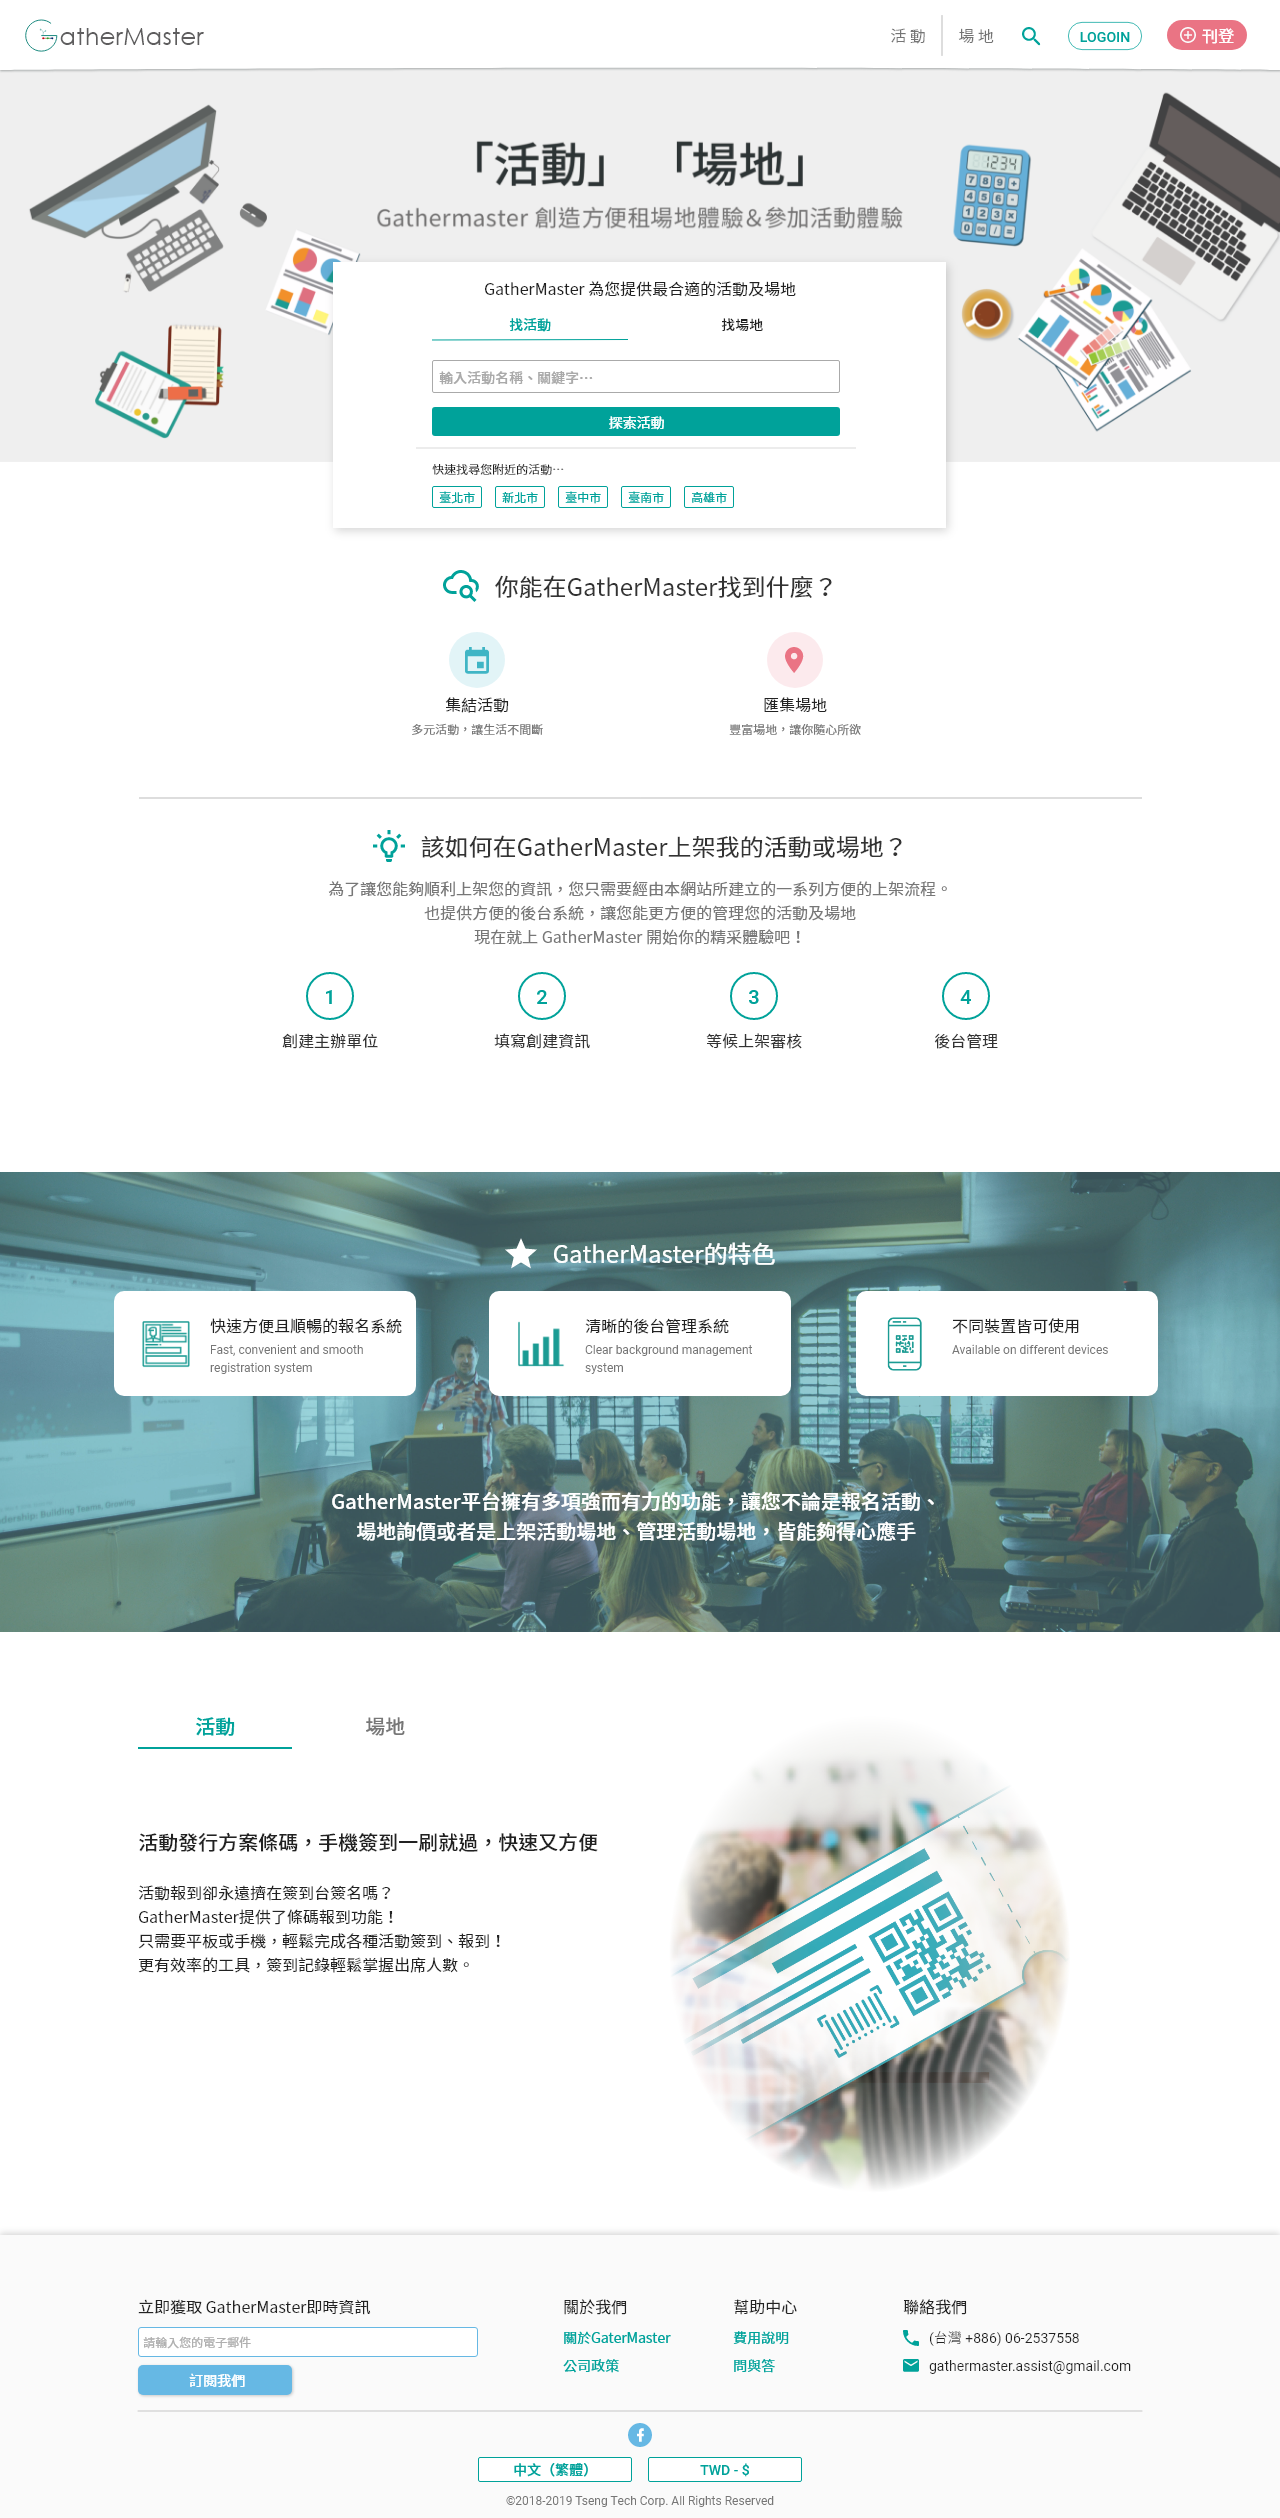 GatherMaster
活動
場地
LOGOIN
刊登
「活動」 「場地」
Gathermaster 創造方便租場地體驗&參加活動體驗
GatherMaster 為您提供最合適的活動及場地
找活動
找場地
輸入活動名稱、關鍵字…
探索活動
快速找尋您附近的活動…
臺北市
新北市
臺中市
臺南市
高雄市
你能在GatherMaster找到什麼？
集結活動
匯集場地
多元活動，讓生活不間斷
豐富場地，讓你隨心所欲
該如何在GatherMaster上架我的活動或場地？
為了讓您能夠順利上架您的資訊，您只需要經由本網站所建立的一系列方便的上架流程。
也提供方便的後台系統，讓您能更方便的管理您的活動及場地
現在就上 GatherMaster 開始你的精采體驗吧！
1
2
3
4
創建主辦單位
填寫創建資訊
等候上架審核
後台管理
GatherMaster的特色
快速方便且順暢的報名系統
Fast, convenient and smooth
registration system
清晰的後台管理系統
Clear background management
system
不同裝置皆可使用
Available on different devices
GatherMaster平台擁有多項強而有力的功能，讓您不論是報名活動、
場地詢價或者是上架活動場地、管理活動場地，皆能夠得心應手
活動
場地
活動發行方案條碼，手機簽到一刷就過，快速又方便
活動報到卻永遠擠在簽到台簽名嗎？
GatherMaster提供了條碼報到功能！
只需要平板或手機，輕鬆完成各種活動簽到、報到！
更有效率的工具，簽到記錄輕鬆掌握出席人數。
立即獲取 GatherMaster即時資訊
請輸入您的電子郵件
訂閱我們
關於我們
關於GaterMaster
公司政策
幫助中心
費用說明
問與答
聯絡我們
(台灣 +886) 06-2537558
gathermaster.assist@gmail.com
中文（繁體）
TWD - $
©2018-2019 Tseng Tech Corp. All Rights Reserved